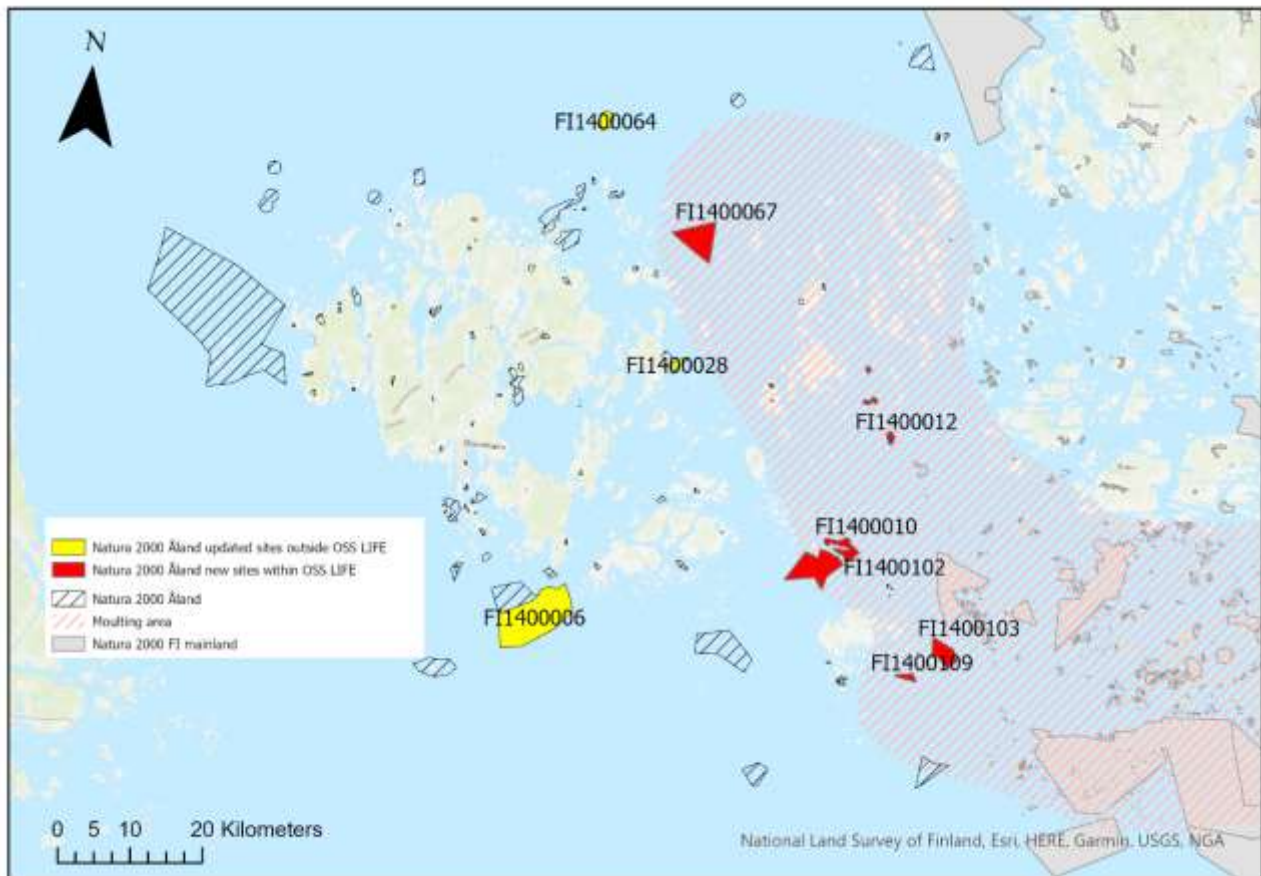 N
FI1400064
FI1400067
FI1400028
FI1400012
FI1400010
FI1400102
FI1400006
FI1400103
FI1400109
Natura 2000 Åland updated sites outside OSS LIFE
Natura 2000 Åland new sites within OSS LIFE
Natura 2000 Åland
Moulting area
Natura 2000 FI mainland
0 5 10 20 Kilometers
National Land Survey of Finland, Esri, HERE, Garmin, USGS, NGA